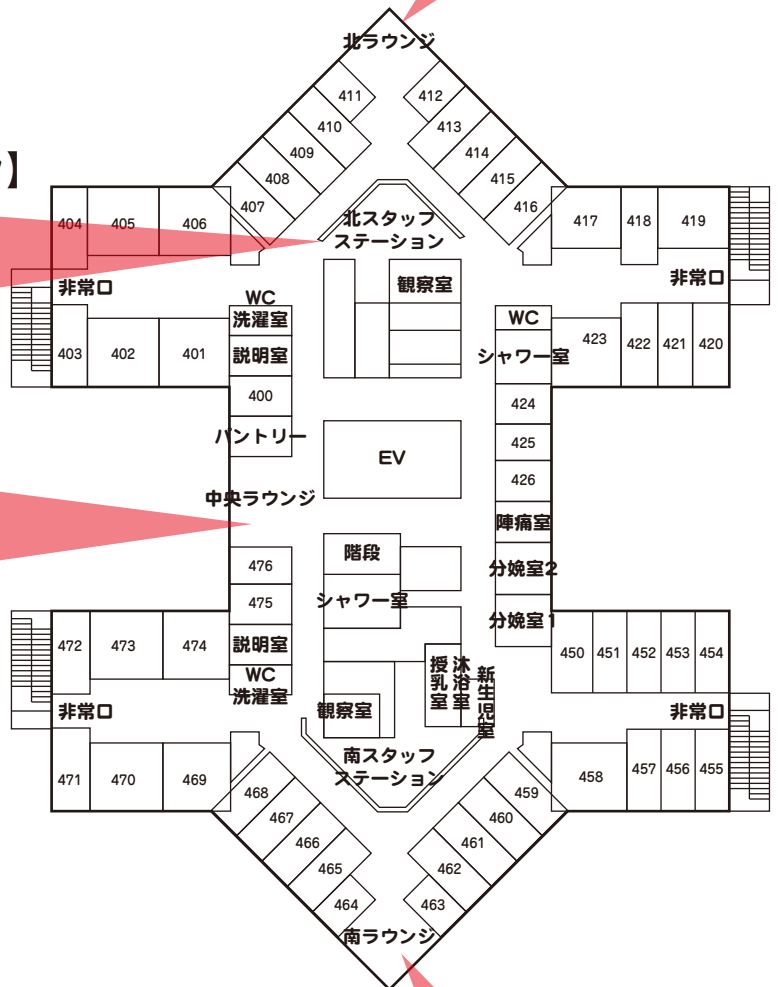 北ラウンジ
411
412
410
413
】
409
414
408
415
407
416
404
405
406
北スタッフ
ステーション
417
418
419
非常口
観察室
非常口
WC
洗濯室
WC
403
402
401
説明室
シャワー室
423
422
421
420
400
424
パントリー
425
EV
426
中央ラウンジ
陣痛室
階段
476
分娩室2
475
シャワー室
分娩室1
472
473
474
説明室
授乳室
沐浴室
新生児室
450
451
452
453
454
WC
洗濯室
非常口
観察室
非常口
南スタッフ
ステーション
471
470
469
458
457
456
455
468
459
467
460
466
461
465
462
464
463
南ラウンジ